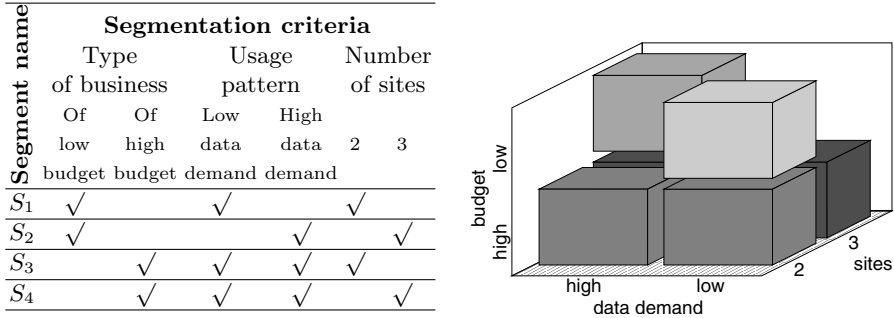 Segmentation criteria
Segment name
Type Usage Number
of business pattern of sites
Of Of Low High
low high data data 2 3
budget budget demand demand
S₁ √ √ √
S₂ √ √ √
S₃ √ √ √ √
S₄ √ √ √ √
budget
low
high
high low
data demand
2
3
sites